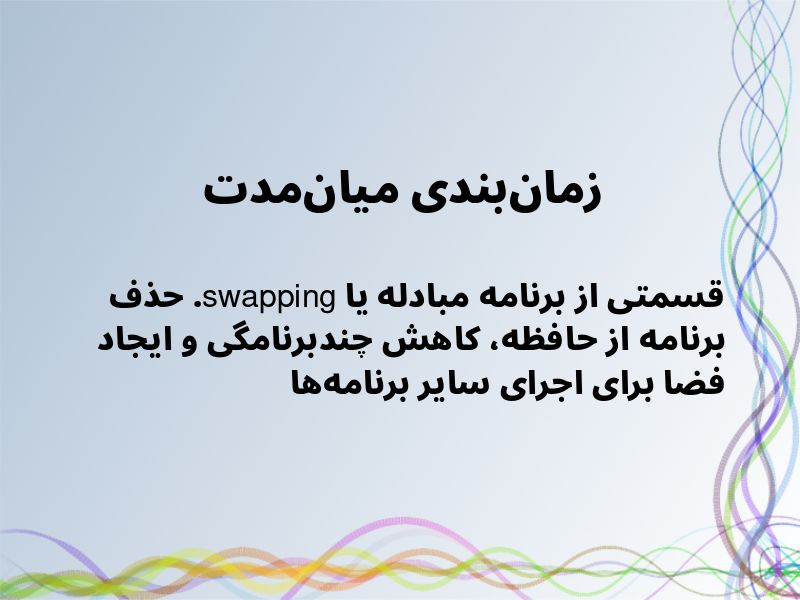 زمان‌بندی میان‌مدت
قسمتی از برنامه مبادله یا swapping. حذف
برنامه از حافظه، کاهش چندبرنامگی و ایجاد
فضا برای اجرای سایر برنامه‌ها